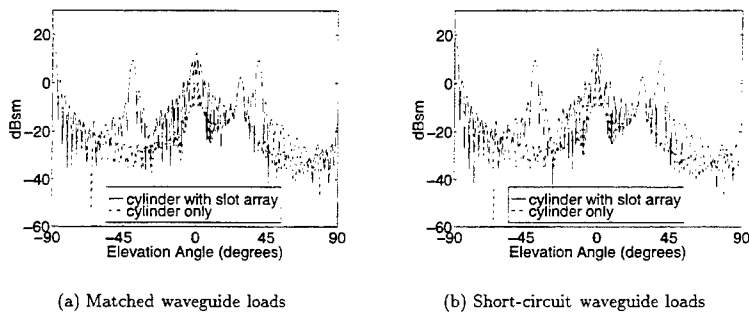 20
0
dBsm
−20
−40
cylinder with slot array
cylinder only
−60
−90
−45
0
45
90
Elevation Angle (degrees)
(a) Matched waveguide loads
20
0
dBsm
−20
−40
cylinder with slot array
cylinder only
−60
−90
−45
0
45
90
Elevation Angle (degrees)
(b) Short-circuit waveguide loads